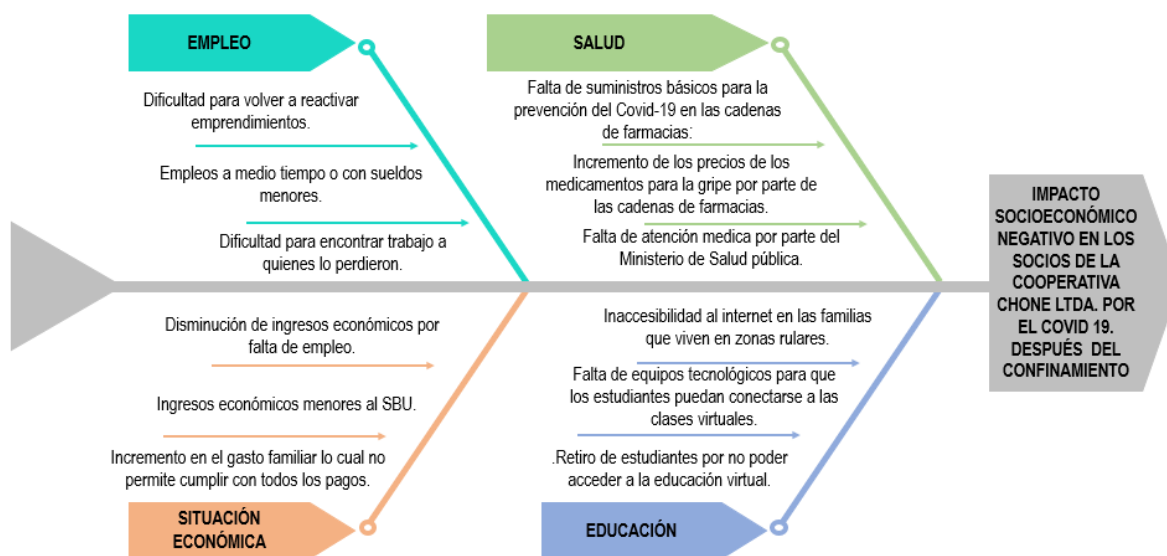 EMPLEO
Dificultad para volver a reactivar
emprendimientos.
Empleos a medio tiempo o con sueldos
menores.
Dificultad para encontrar trabajo a
quienes lo perdieron.
SALUD
Falta de suministros básicos para la
prevención del Covid-19 en las cadenas
de farmacias:
Incremento de los precios de los
medicamentos para la gripe por parte de
las cadenas de farmacias.
Falta de atención medica por parte del
Ministerio de Salud pública.
IMPACTO
SOCIOECONÓMICO
NEGATIVO EN LOS
SOCIOS DE LA
COOPERATIVA
CHONE LTDA. POR
EL COVID 19.
DESPUÉS DEL
CONFINAMIENTO
Disminución de ingresos económicos por
falta de empleo.
Ingresos económicos menores al SBU.
Incremento en el gasto familiar lo cual no
permite cumplir con todos los pagos.
SITUACIÓN
ECONÓMICA
Inaccesibilidad al internet en las familias
que viven en zonas rulares.
Falta de equipos tecnológicos para que
los estudiantes puedan conectarse a las
clases virtuales.
.Retiro de estudiantes por no poder
acceder a la educación virtual.
EDUCACIÓN